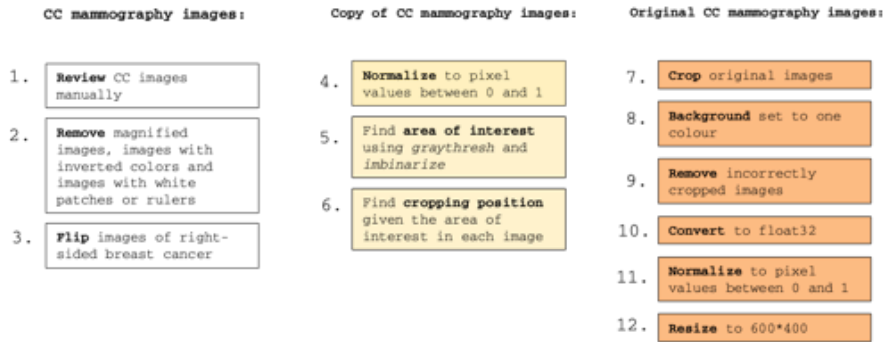 CC mammography images:
1. Review CC images
manually
2. Remove magnified
images, images with
inverted colors and
images with white
patches or rulers
3. Flip images of right-
sided breast cancer
Copy of CC mammography images:
4. Normalize to pixel
values between 0 and 1
5. Find area of interest
using graythresh and
imbinarize
6. Find cropping position
given the area of
interest in each image
Original CC mammography images:
7. Crop original images
8. Background set to one
colour
9. Remove incorrectly
cropped images
10. Convert to float32
11. Normalize to pixel
values between 0 and 1
12. Resize to 600*400